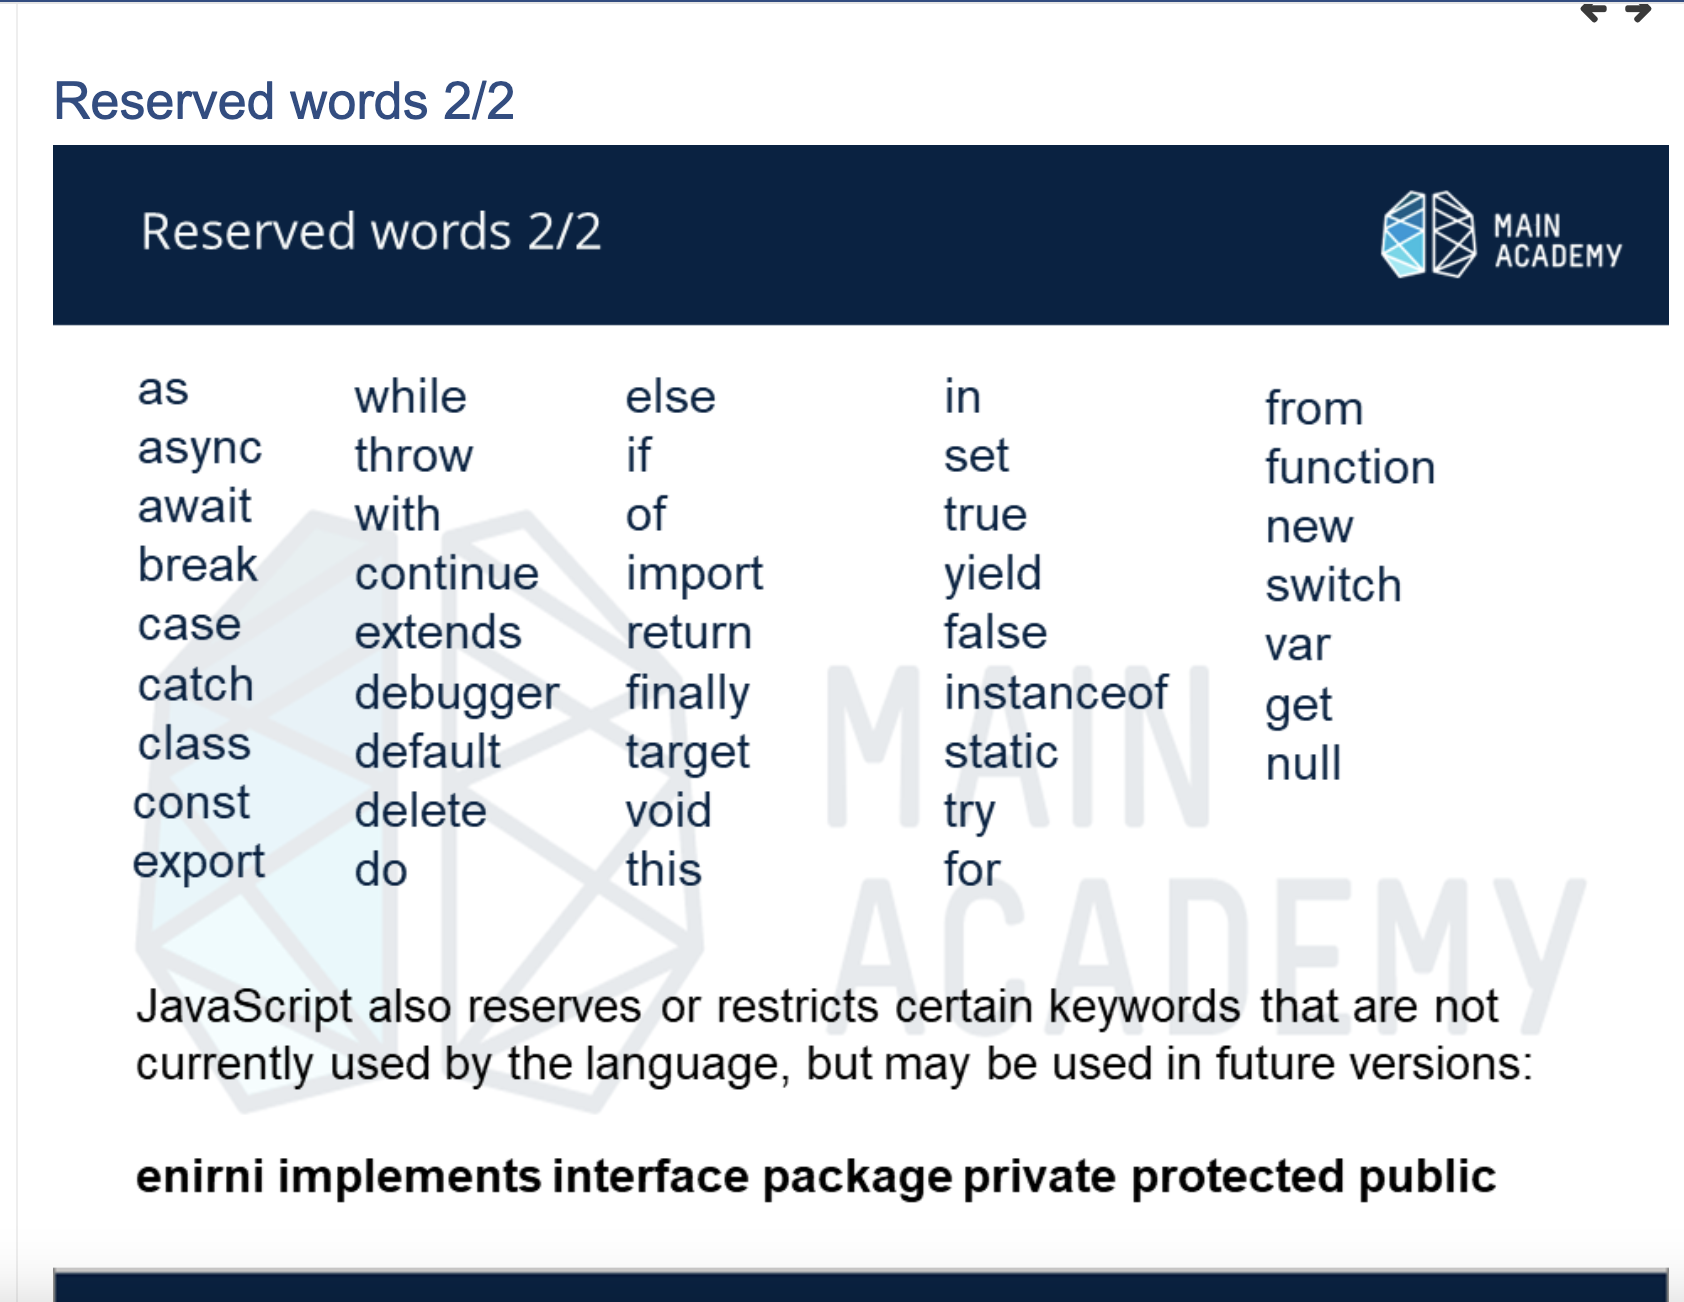 Reserved words 2/2
Reserved words 2/2
MAIN
ACADEMY
as
async
await
break
case
catch
class
const
export
while
throw
with
continue
extends
debugger
default
delete
do
else
if
of
import
return
finally
target
void
this
in
set
true
yield
false
instanceof
static
try
for
from
function
new
switch
var
get
null
MAIN
ACADEMY
JavaScript also reserves or restricts certain keywords that are not
currently used by the language, but may be used in future versions:
enirni implements interface package private protected public